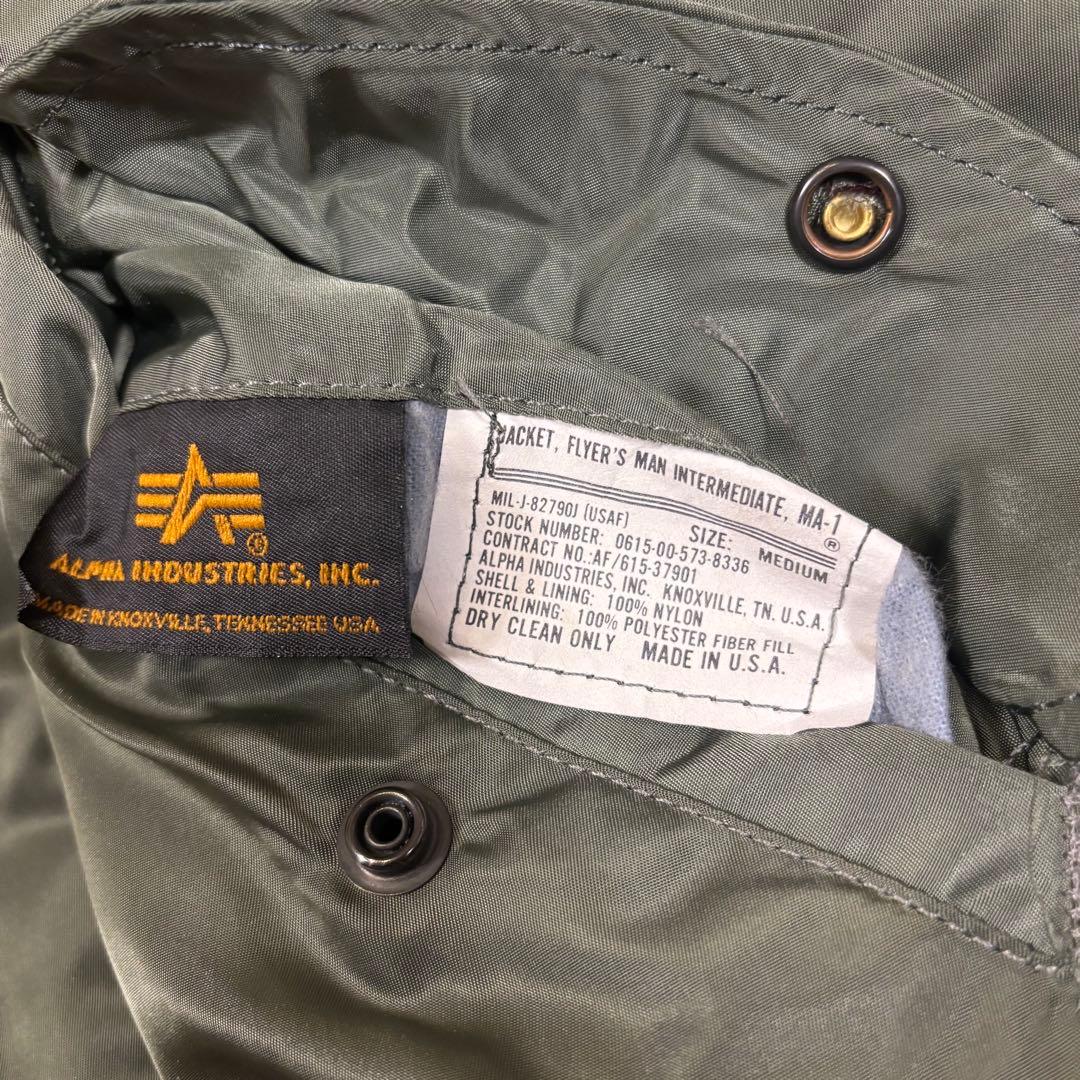 ®
ALPHA INDUSTRIES, INC.
MADE IN KNOXVILLE, TENNESSEE USA
JACKET, FLYER'S MAN INTERMEDIATE, MA-1
®
MIL-J-82790J (USAF) SIZE:
STOCK NUMBER: 0615-00-573-8336 MEDIUM
CONTRACT NO.:AF/615-37901
ALPHA INDUSTRIES, INC. KNOXVILLE, TN. U.S.A.
SHELL & LINING: 100% NYLON
INTERLINING: 100% POLYESTER FIBER FILL
DRY CLEAN ONLY MADE IN U.S.A.